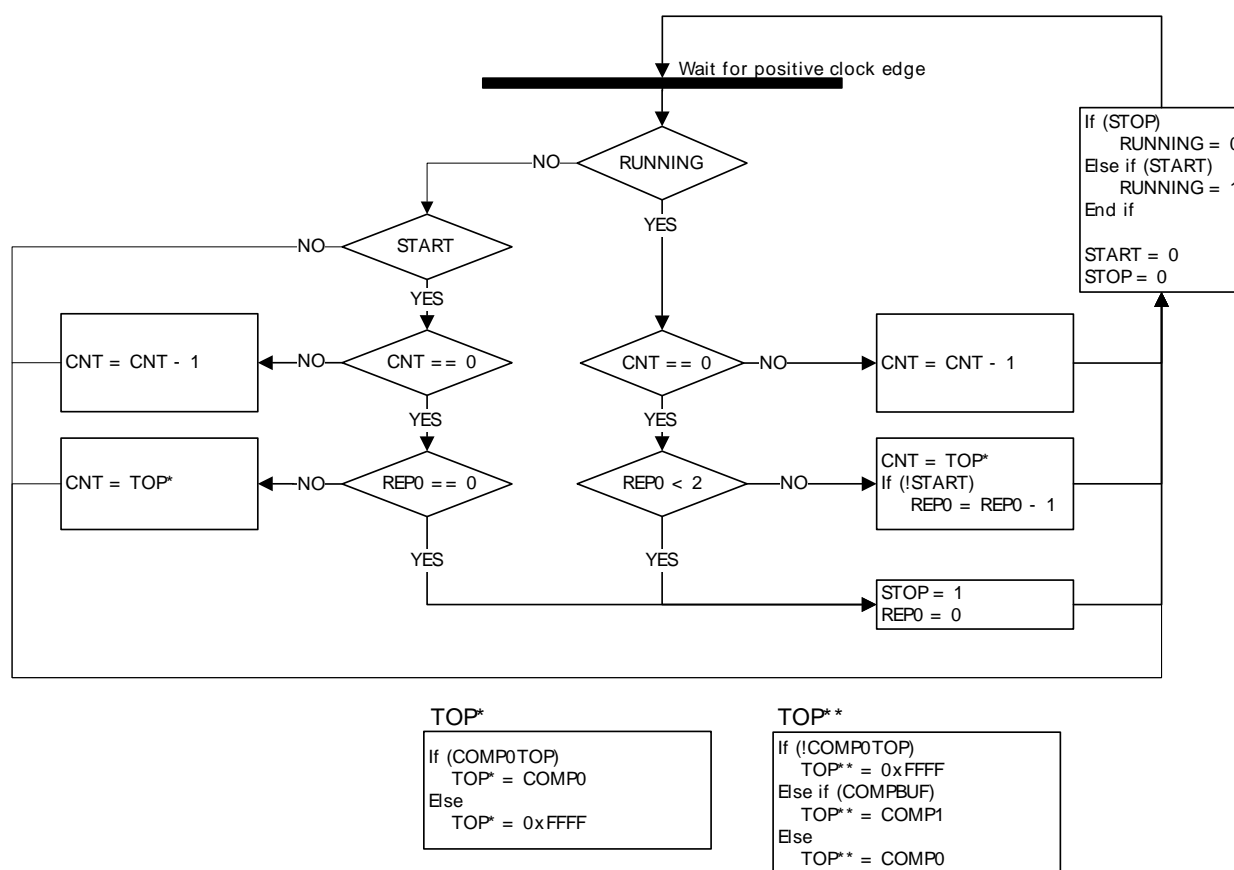 Wait for positive clock edge
If (STOP)
RUNNING = 0
Else if (START)
RUNNING = 1
End if
START = 0
STOP = 0
NO
RUNNING
YES
NO
START
YES
CNT = CNT - 1
NO
CNT == 0
YES
CNT == 0
NO
CNT = CNT - 1
YES
CNT = TOP*
NO
REP0 == 0
YES
REP0 < 2
NO
CNT = TOP*
If (!START)
REP0 = REP0 - 1
YES
STOP = 1
REP0 = 0
TOP*
If (COMP0TOP)
TOP* = COMP0
Else
TOP* = 0xFFFF
TOP**
If (!COMP0TOP)
TOP** = 0xFFFF
Else if (COMPBUF)
TOP** = COMP1
Else
TOP** = COMP0